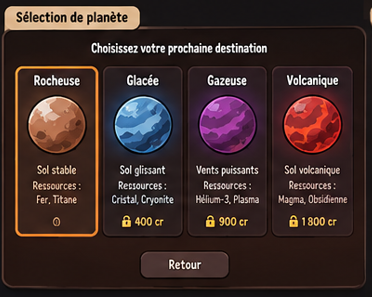 Sélection de planète
Choisissez votre prochaine destination
Rocheuse
Sol stable
Ressources :
Fer, Titane
Glacée
Sol glissant
Ressources :
Cristal, Cryonite
400 cr
Gazeuse
Vents puissants
Ressources :
Hélium-3, Plasma
900 cr
Volcanique
Sol volcanique
Ressources :
Magma, Obsidienne
1 800 cr
Retour